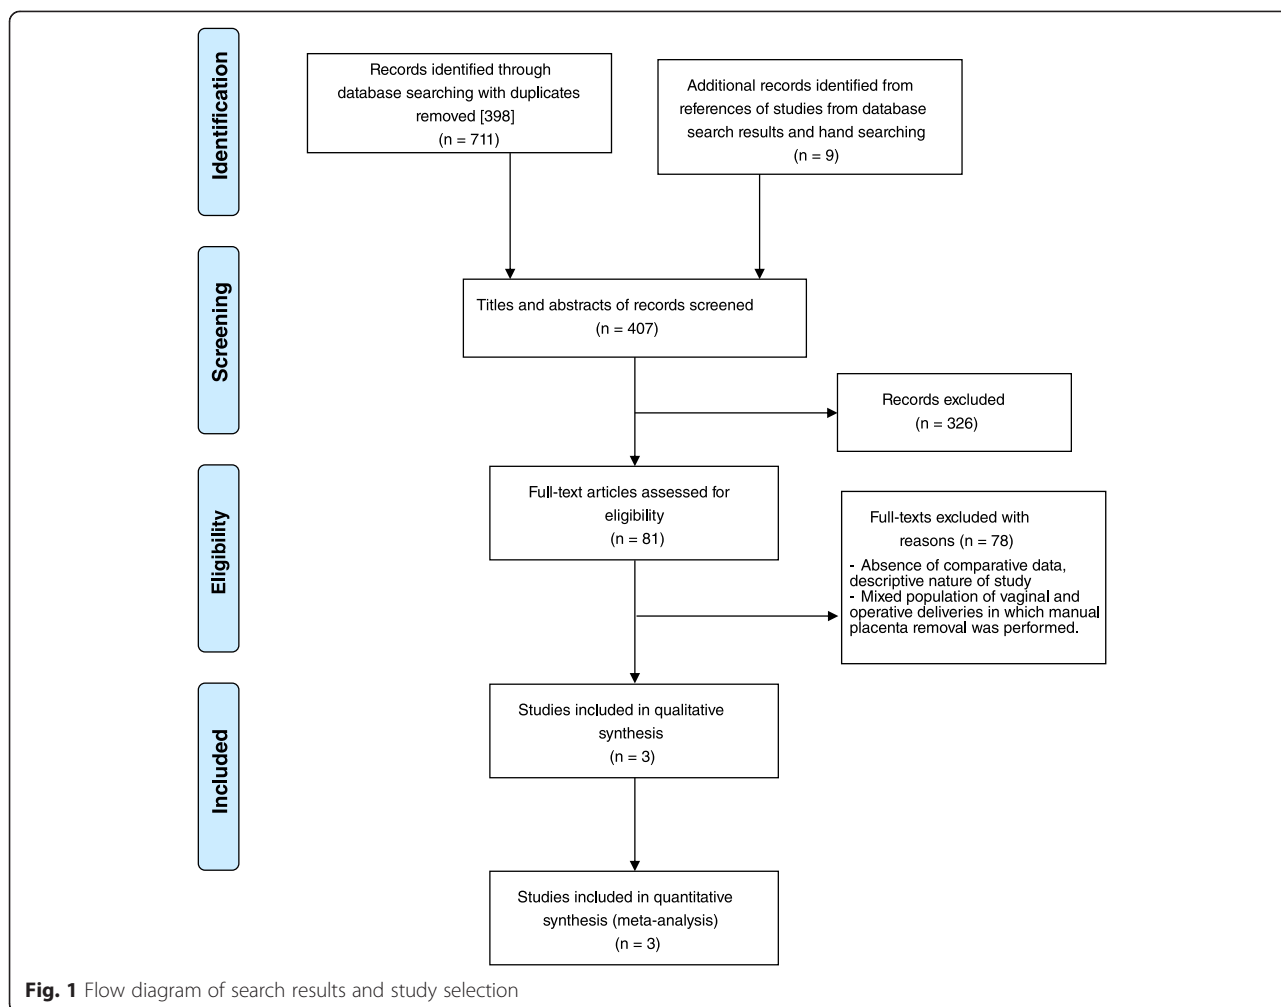 Identification
Records identified through
database searching with duplicates
removed [398]
(n = 711)
Additional records identified from
references of studies from database
search results and hand searching
(n = 9)
Screening
Titles and abstracts of records screened
(n = 407)
Records excluded
(n = 326)
Eligibility
Full-text articles assessed for
eligibility
(n = 81)
Full-texts excluded with
reasons (n = 78)
- Absence of comparative data,
descriptive nature of study
- Mixed population of vaginal and
operative deliveries in which manual
placenta removal was performed.
Included
Studies included in qualitative
synthesis
(n = 3)
Studies included in quantitative
synthesis (meta-analysis)
(n = 3)
Fig. 1 Flow diagram of search results and study selection